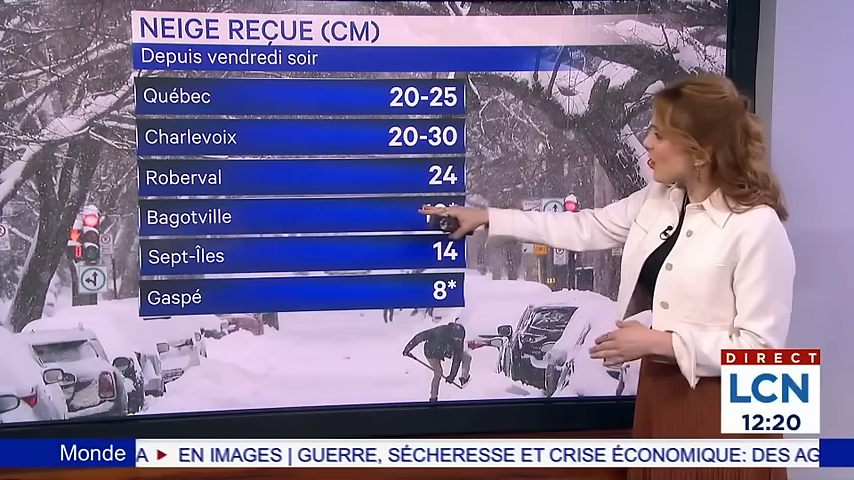 NEIGE REÇUE (CM)
Depuis vendredi soir
Québec 20-25
Charlevoix 20-30
Roberval 24
Bagotville
Sept-Îles 14
Gaspé 8*
DIRECT
LCN
12:20
Monde A ▶ EN IMAGES | GUERRE, SÉCHERESSE ET CRISE ÉCONOMIQUE: DES AG